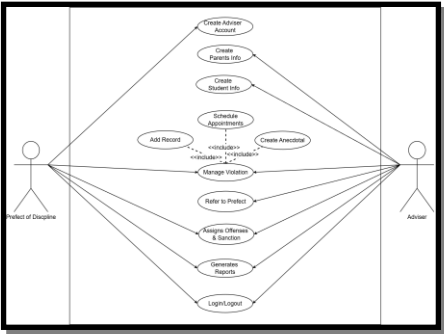 Create Adviser
Account
Create
Parents Info
Create
Student Info
Schedule
Appointments
Add Record
<<include>>
Create Anecdotal
<<include>>
<<include>>
Manage Violation
Refer to Prefect
Assigns Offenses
& Sanction
Generates
Reports
Login/Logout
Prefect of Discpline
Adviser